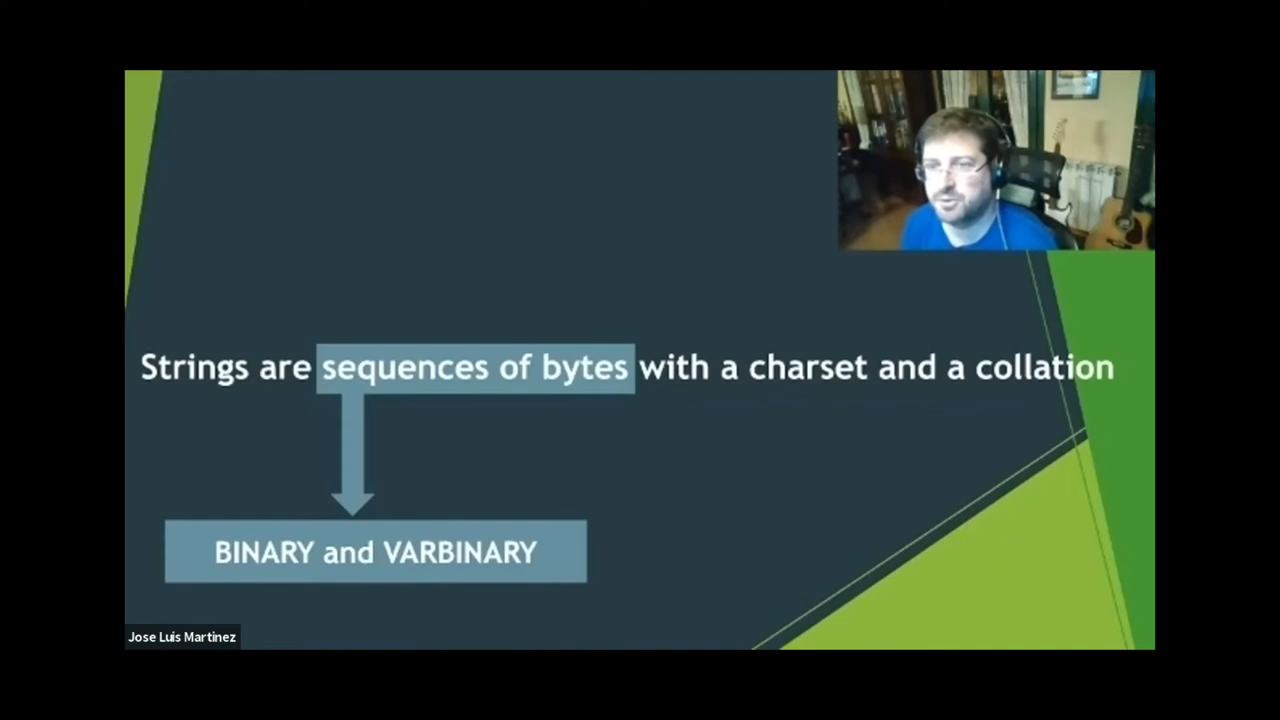 Strings are sequences of bytes with a charset and a collation
BINARY and VARBINARY
Jose Luis Martinez